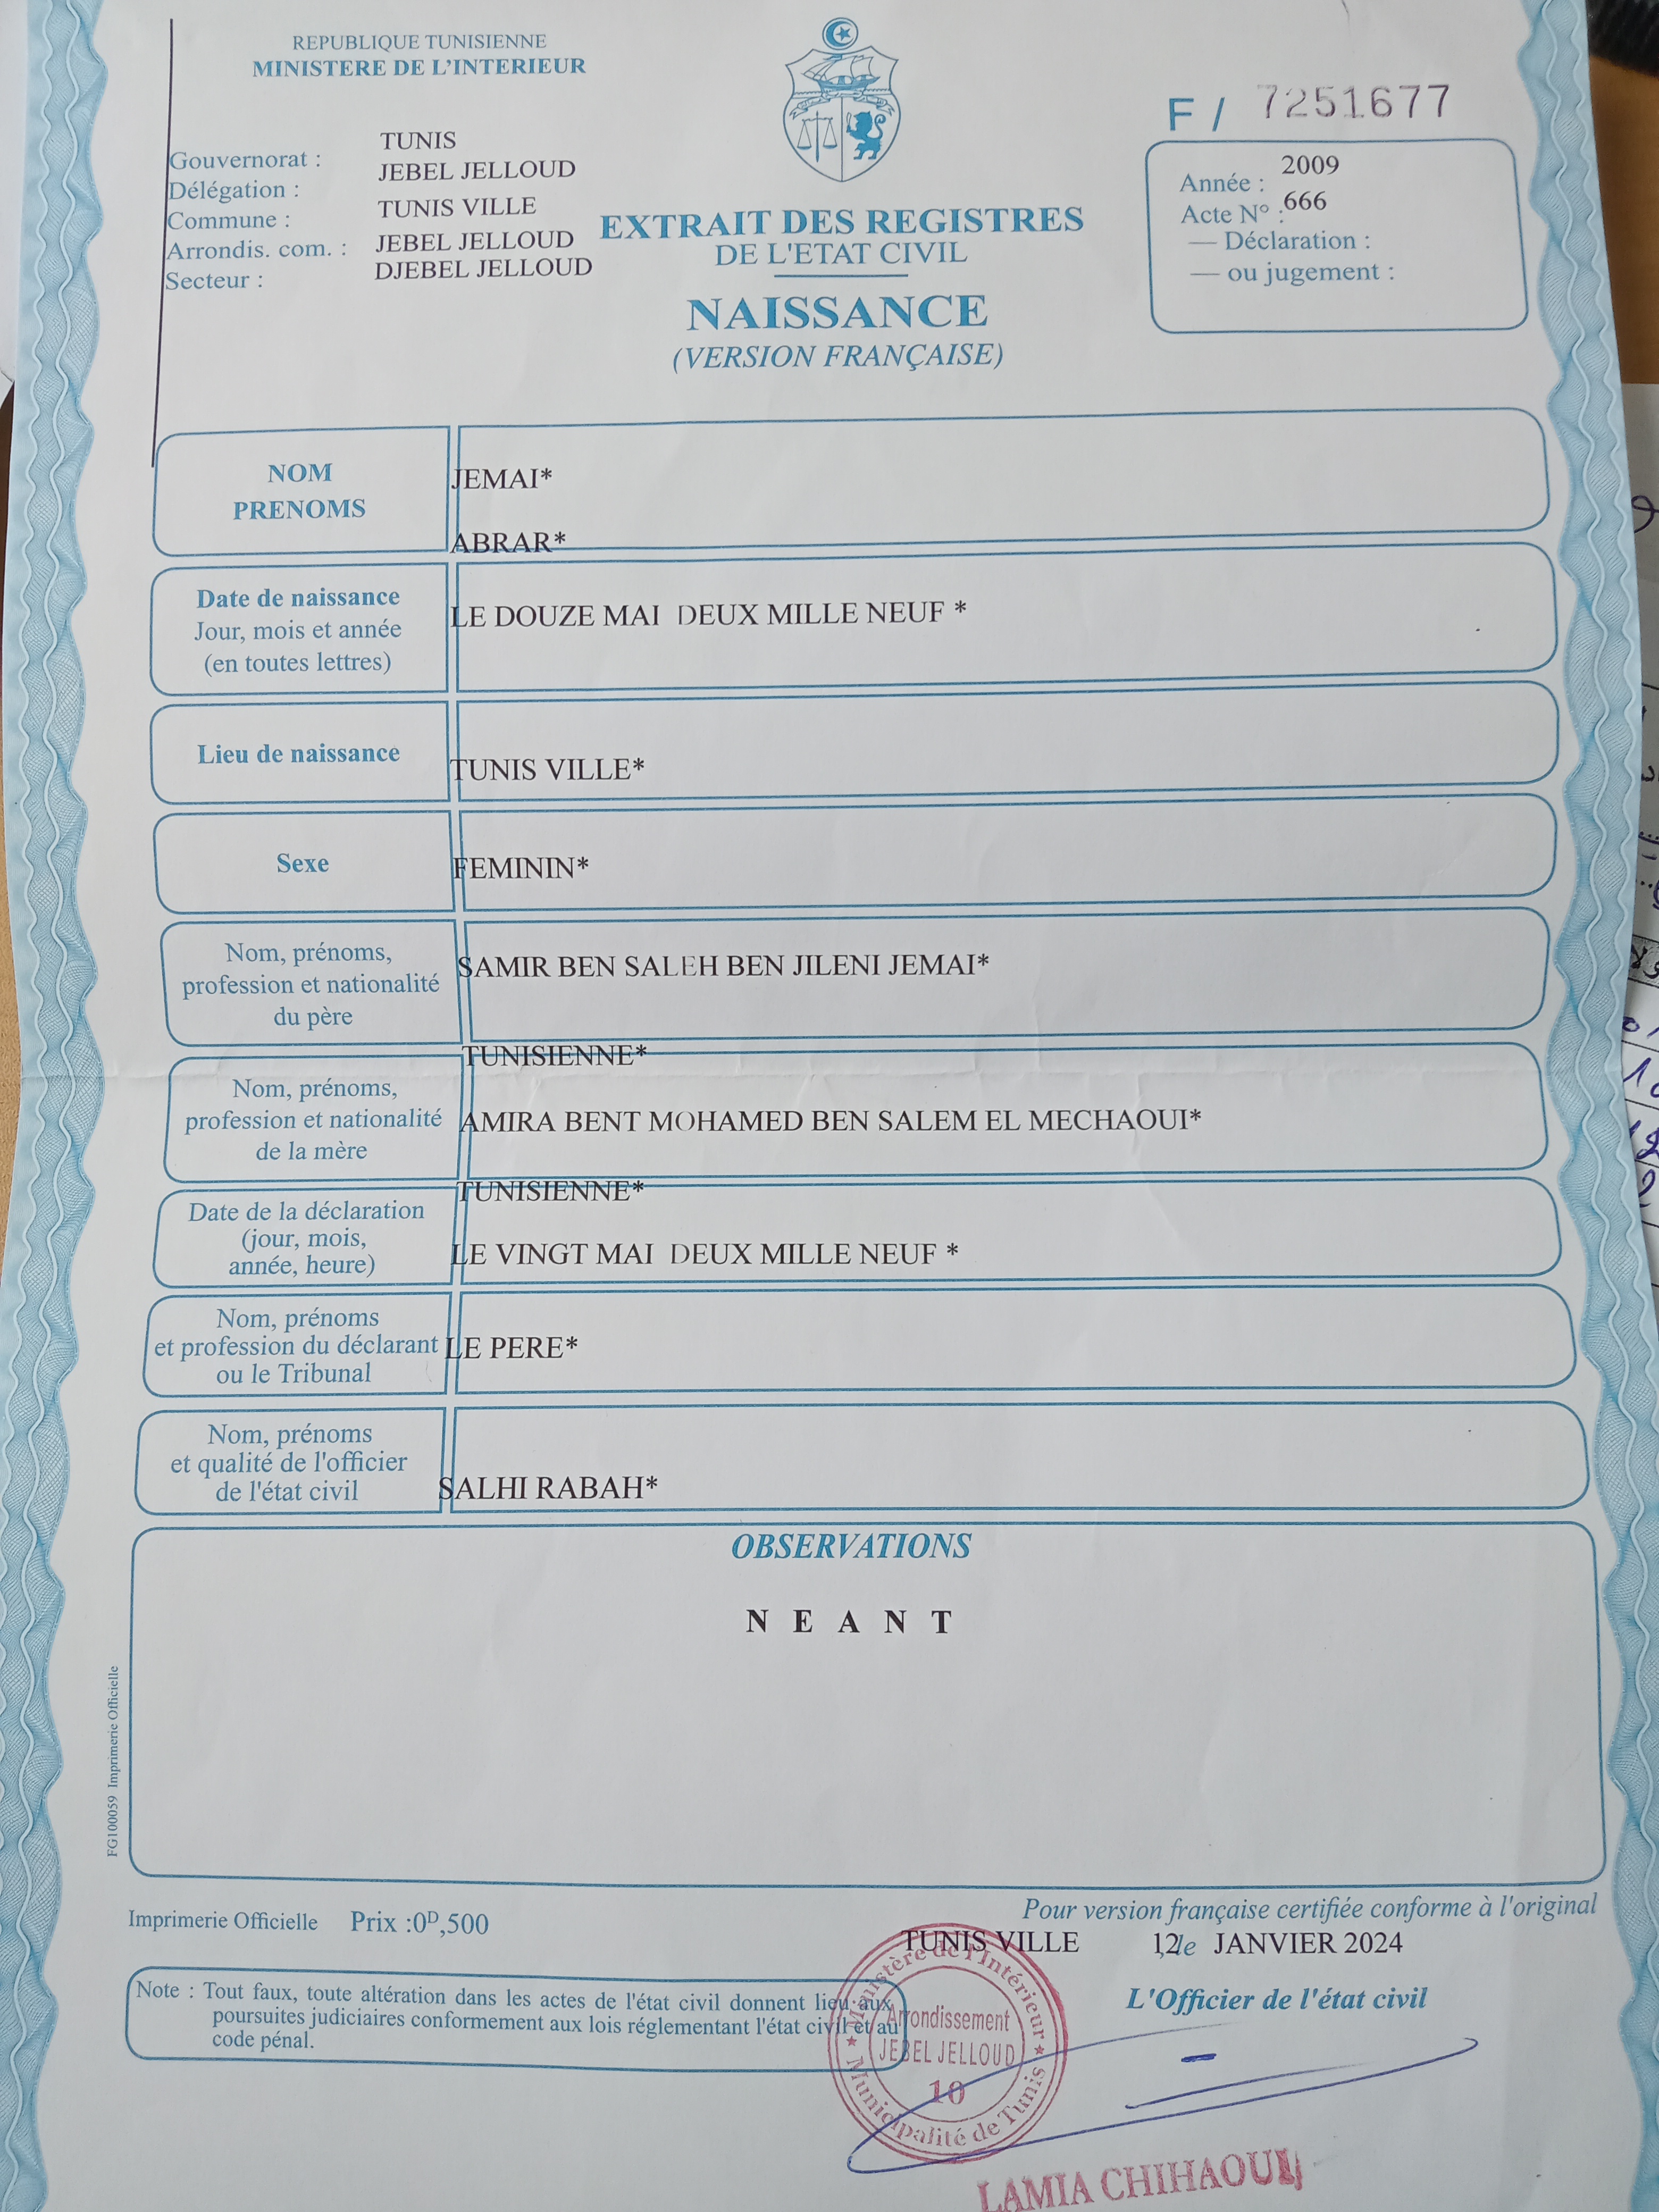 REPUBLIQUE TUNISIENNE
MINISTERE DE L'INTERIEUR
F / 7251677
Gouvernorat : TUNIS
Délégation : JEBEL JELLOUD
Commune : TUNIS VILLE
Arrondis. com. : JEBEL JELLOUD
Secteur : DJEBEL JELLOUD
EXTRAIT DES REGISTRES
DE L'ETAT CIVIL
NAISSANCE
(VERSION FRANÇAISE)
Année : 2009
Acte N° : 666
— Déclaration :
— ou jugement :
NOM
PRENOMS
JEMAI*
ABRAR*
Date de naissance
Jour, mois et année
(en toutes lettres)
LE DOUZE MAI DEUX MILLE NEUF *
Lieu de naissance
TUNIS VILLE*
Sexe
FEMININ*
Nom, prénoms,
profession et nationalité
du père
SAMIR BEN SALEH BEN JILENI JEMAI*
TUNISIENNE*
Nom, prénoms,
profession et nationalité
de la mère
AMIRA BENT MOHAMED BEN SALEM EL MECHAOUI*
TUNISIENNE*
Date de la déclaration
(jour, mois,
année, heure)
LE VINGT MAI DEUX MILLE NEUF *
Nom, prénoms
et profession du déclarant
ou le Tribunal
LE PERE*
Nom, prénoms
et qualité de l'officier
de l'état civil
SALHI RABAH*
OBSERVATIONS
N E A N T
FG100059 Imprimerie Officielle
Imprimerie Officielle Prix :0D,500
Pour version française certifiée conforme à l'original
TUNIS VILLE 12le JANVIER 2024
L'Officier de l'état civil
Note : Tout faux, toute altération dans les actes de l'état civil donnent lieu aux
poursuites judiciaires conformement aux lois réglementant l'état civil et au
code pénal.
Ministère de l'Intérieur
Arrondissement
JEBEL JELLOUD
10
Municipalité de Tunis
LAMIA CHIHAOUI